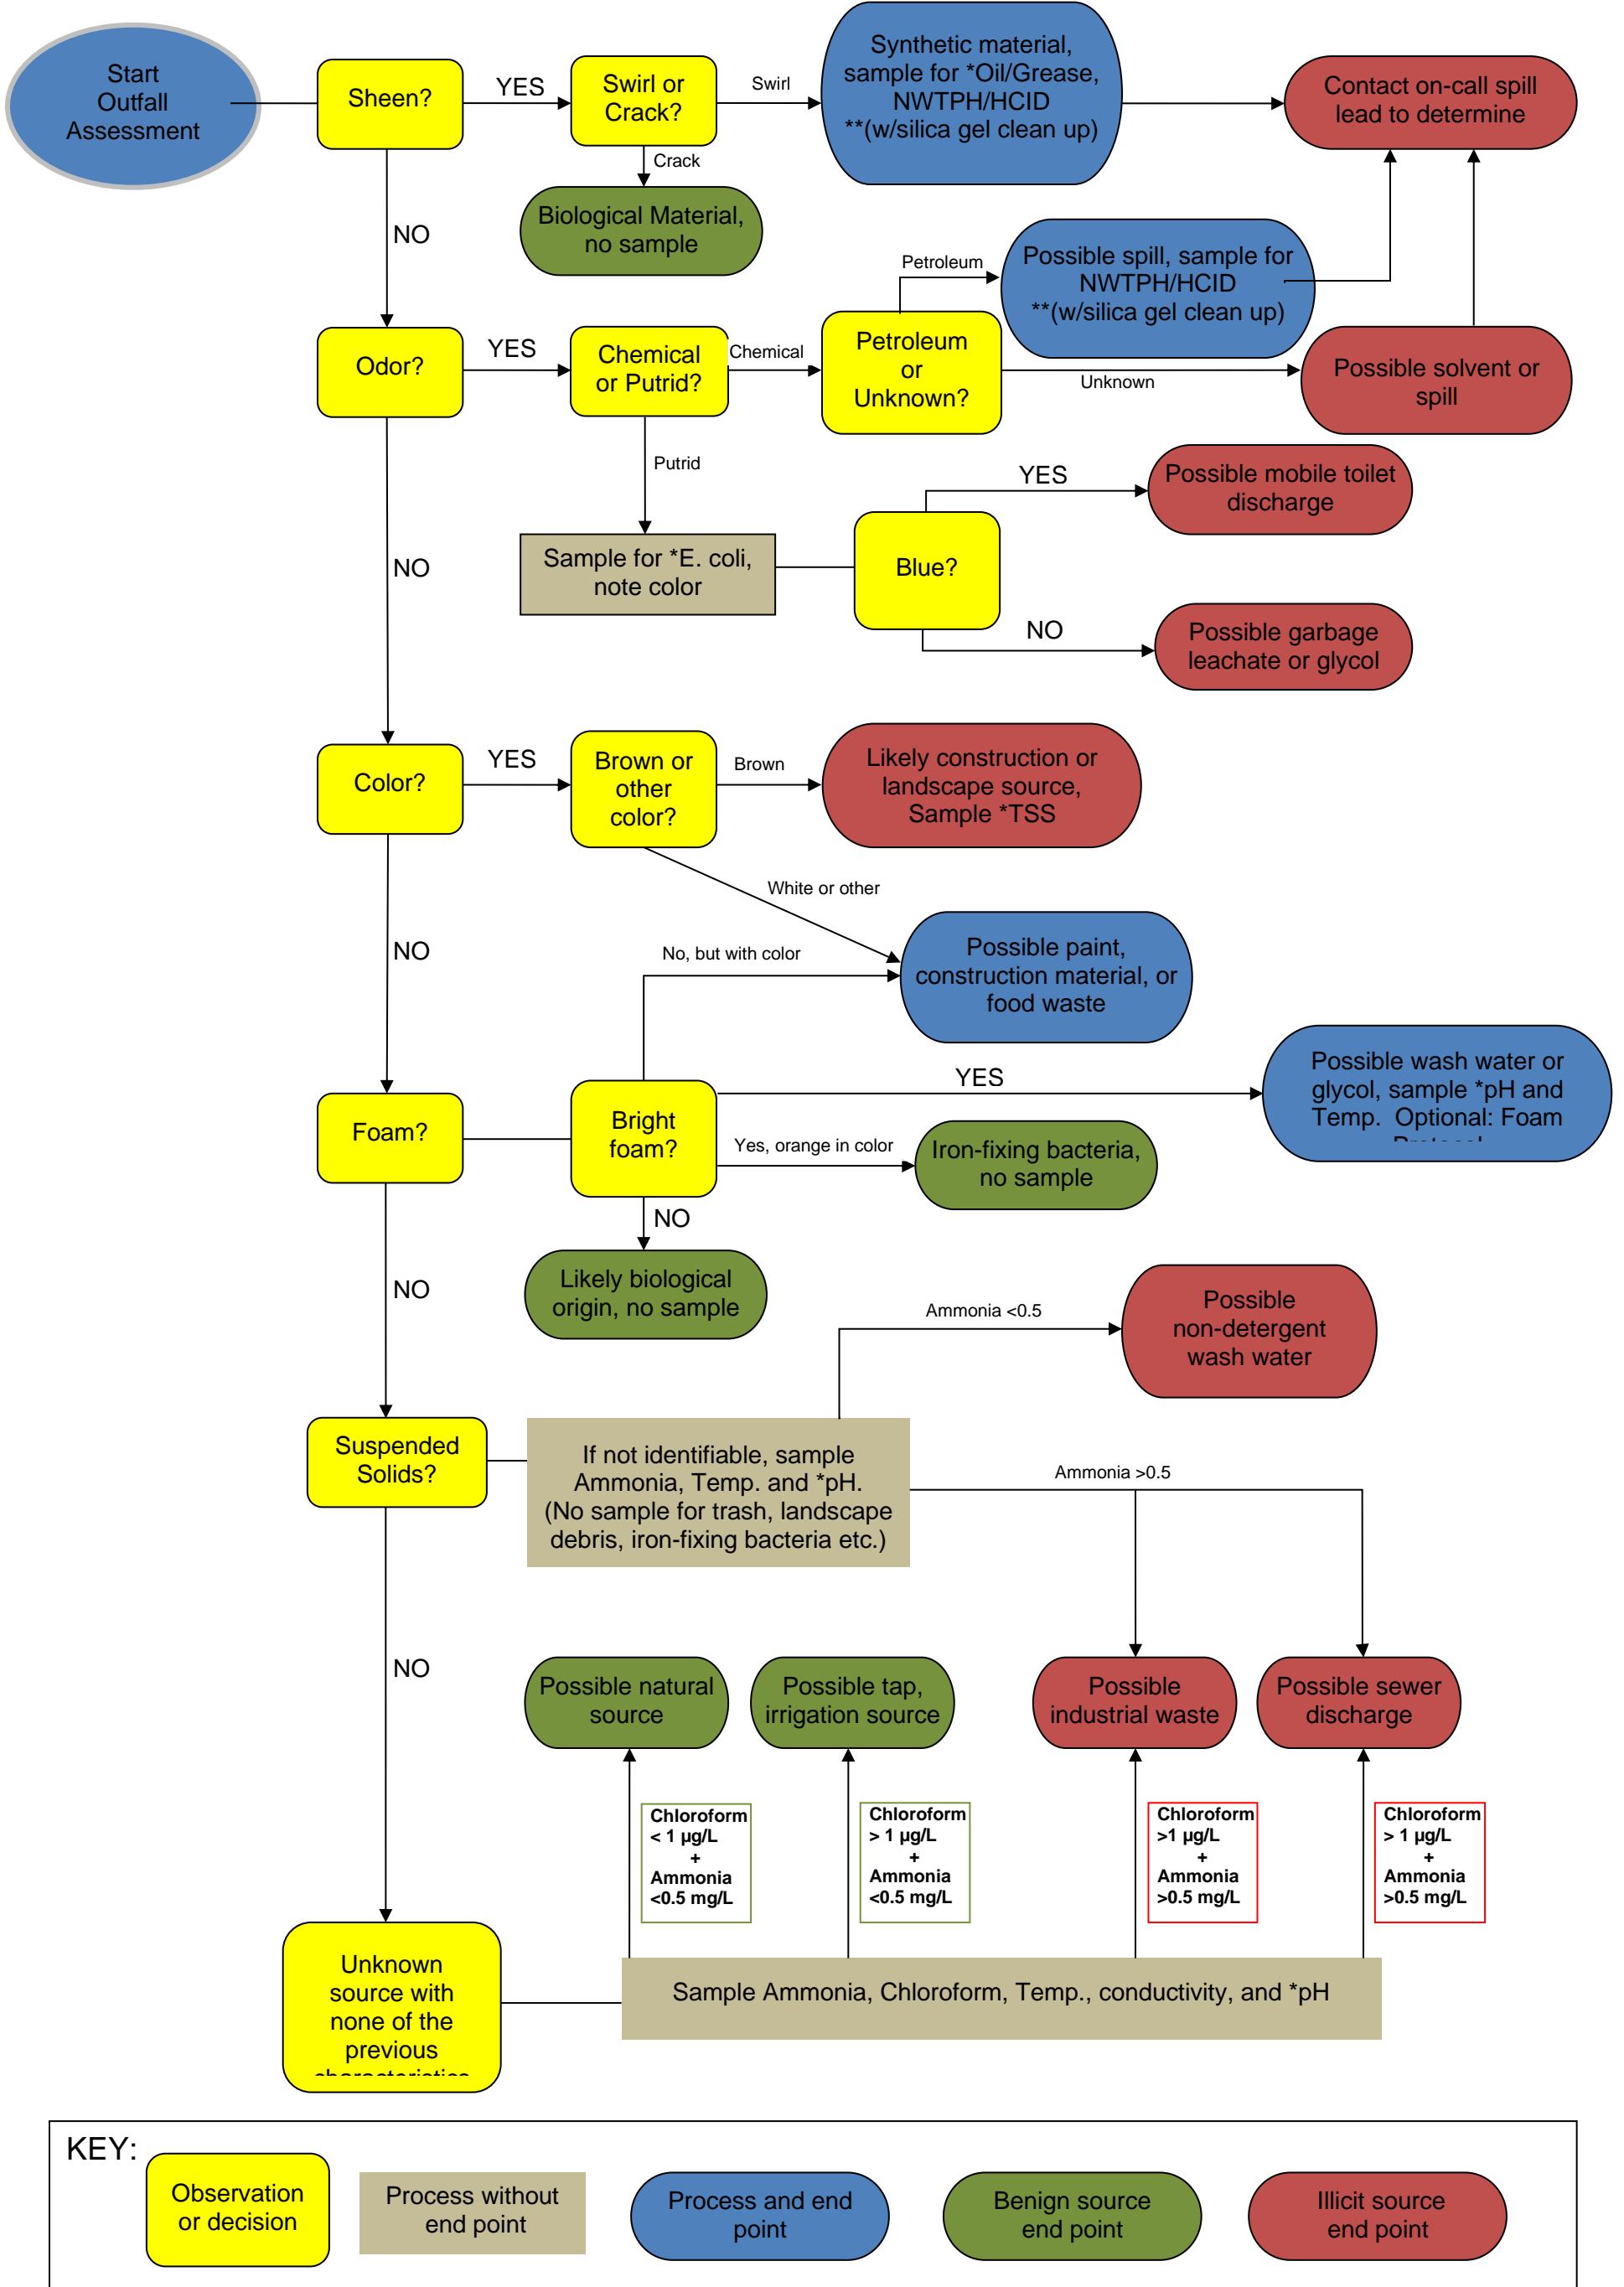 Start
Outfall
Assessment
Sheen?
YES
Swirl or
Crack?
Swirl
Synthetic material,
sample for *Oil/Grease,
NWTPH/HCID
**(w/silica gel clean up)
Contact on-call spill
lead to determine
Crack
Biological Material,
no sample
NO
Petroleum
Possible spill, sample for
NWTPH/HCID
**(w/silica gel clean up)
Odor?
YES
Chemical
or Putrid?
Chemical
Petroleum
or
Unknown?
Unknown
Possible solvent or
spill
Putrid
YES
Possible mobile toilet
discharge
NO
Sample for *E. coli,
note color
Blue?
NO
Possible garbage
leachate or glycol
Color?
YES
Brown or
other
color?
Brown
Likely construction or
landscape source,
Sample *TSS
White or other
NO
No, but with color
Possible paint,
construction material, or
food waste
Foam?
Bright
foam?
YES
Possible wash water or
glycol, sample *pH and
Temp.  Optional: Foam
Yes, orange in color
Iron-fixing bacteria,
no sample
NO
Likely biological
origin, no sample
NO
Ammonia <0.5
Possible
non-detergent
wash water
Suspended
Solids?
If not identifiable, sample
Ammonia, Temp. and *pH.
(No sample for trash, landscape
debris, iron-fixing bacteria etc.)
Ammonia >0.5
NO
Possible natural
source
Possible tap,
irrigation source
Possible
industrial waste
Possible sewer
discharge
Chloroform
< 1 µg/L
+
Ammonia
<0.5 mg/L
Chloroform
> 1 µg/L
+
Ammonia
<0.5 mg/L
Chloroform
>1 µg/L
+
Ammonia
>0.5 mg/L
Chloroform
> 1 µg/L
+
Ammonia
>0.5 mg/L
Unknown
source with
none of the
previous
characteristics
Sample Ammonia, Chloroform, Temp., conductivity, and *pH
KEY:
Observation
or decision
Process without
end point
Process and end
point
Benign source
end point
Illicit source
end point